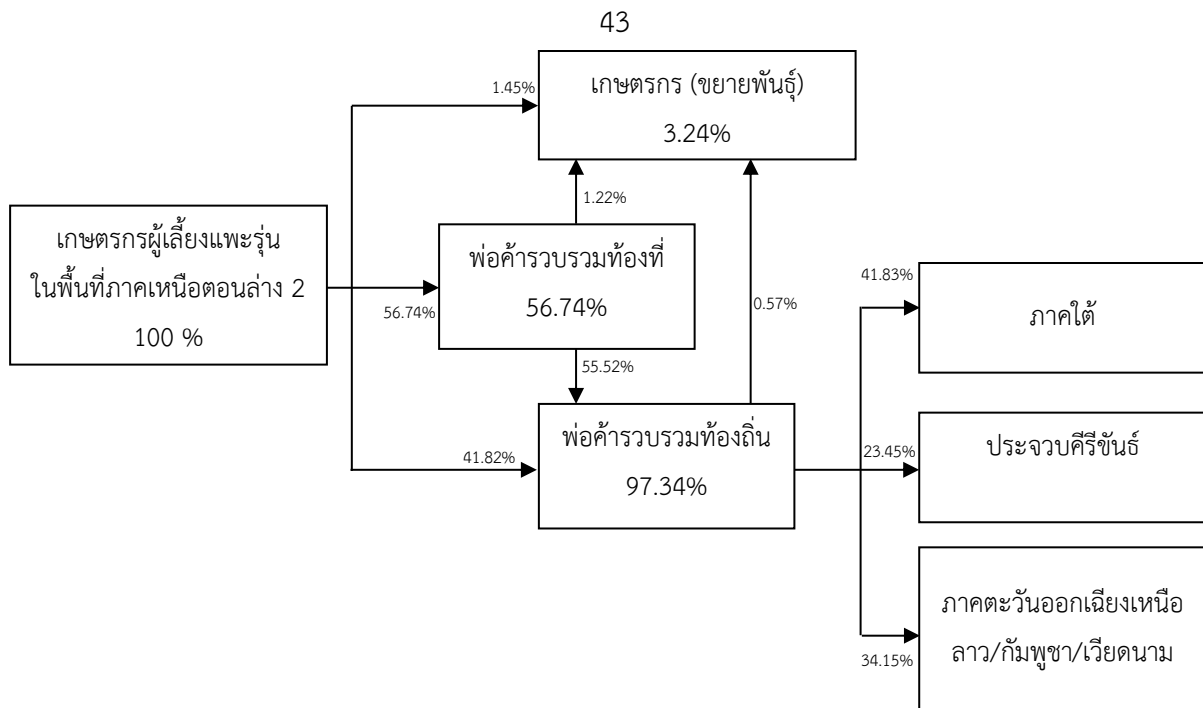 43
เกษตรกร (ขยายพันธุ์)
3.24%
1.45%
1.22%
เกษตรกรผู้เลี้ยงแพะรุ่น
ในพื้นที่ภาคเหนือตอนล่าง 2
100 %
พ่อค้ารวบรวมท้องที่
56.74%
56.74%
0.57%
41.83%
ภาคใต้
55.52%
พ่อค้ารวบรวมท้องถิ่น
97.34%
41.82%
23.45%
ประจวบคีรีขันธ์
ภาคตะวันออกเฉียงเหนือ
ลาว/กัมพูชา/เวียดนาม
34.15%